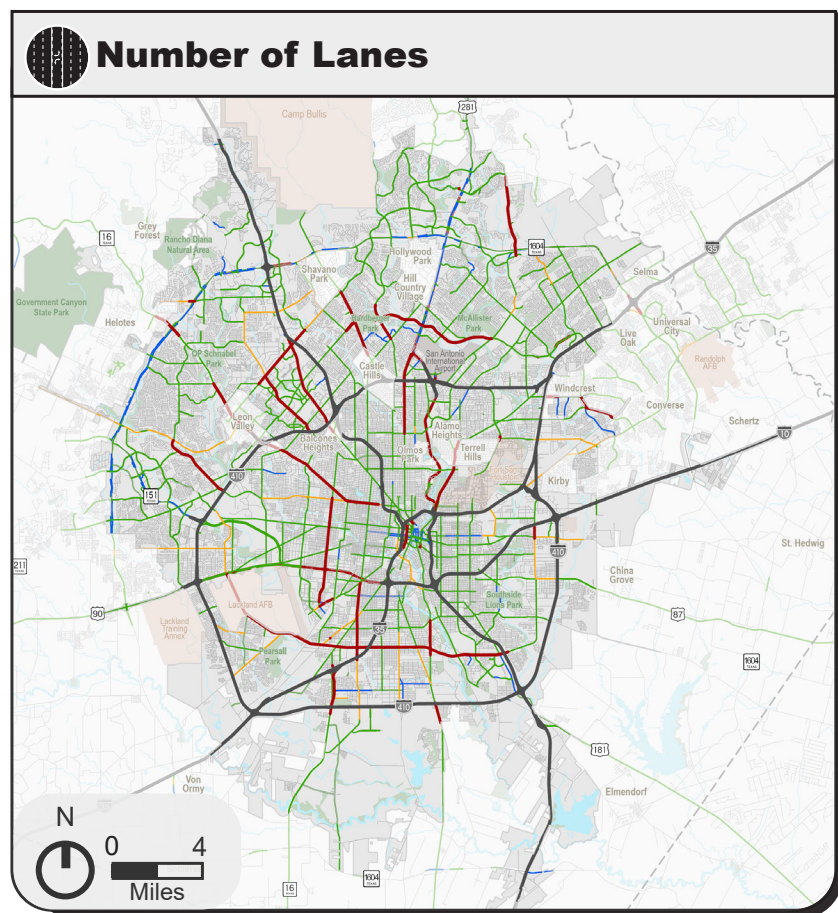 Number of Lanes
281
Camp Bullis
16
Grey
Forest
Rancho Diana
Natural Area
Hollywood
Park
1604
35
Shavano
Park
Hill
Country
Village
Selma
Government Canyon
State Park
Helotes
Hardberger
Park
McAllister
Park
Universal
City
Live
Oak
OP Schnabel
Park
San Antonio
International
Airport
Castle
Hills
Randolph
AFB
Windcrest
Converse
Leon
Valley
Alamo
Heights
Schertz
10
Balcones
Heights
Olmos
Park
Terrell
Hills
410
Kirby
151
410
St. Hedwig
211
China
Grove
Lackland AFB
Southside
Lions Park
90
87
Lackland
Training
Annex
35
Pearsall
Park
1604
410
181
Von
Ormy
Elmendorf
N
0 4
Miles
16
1604